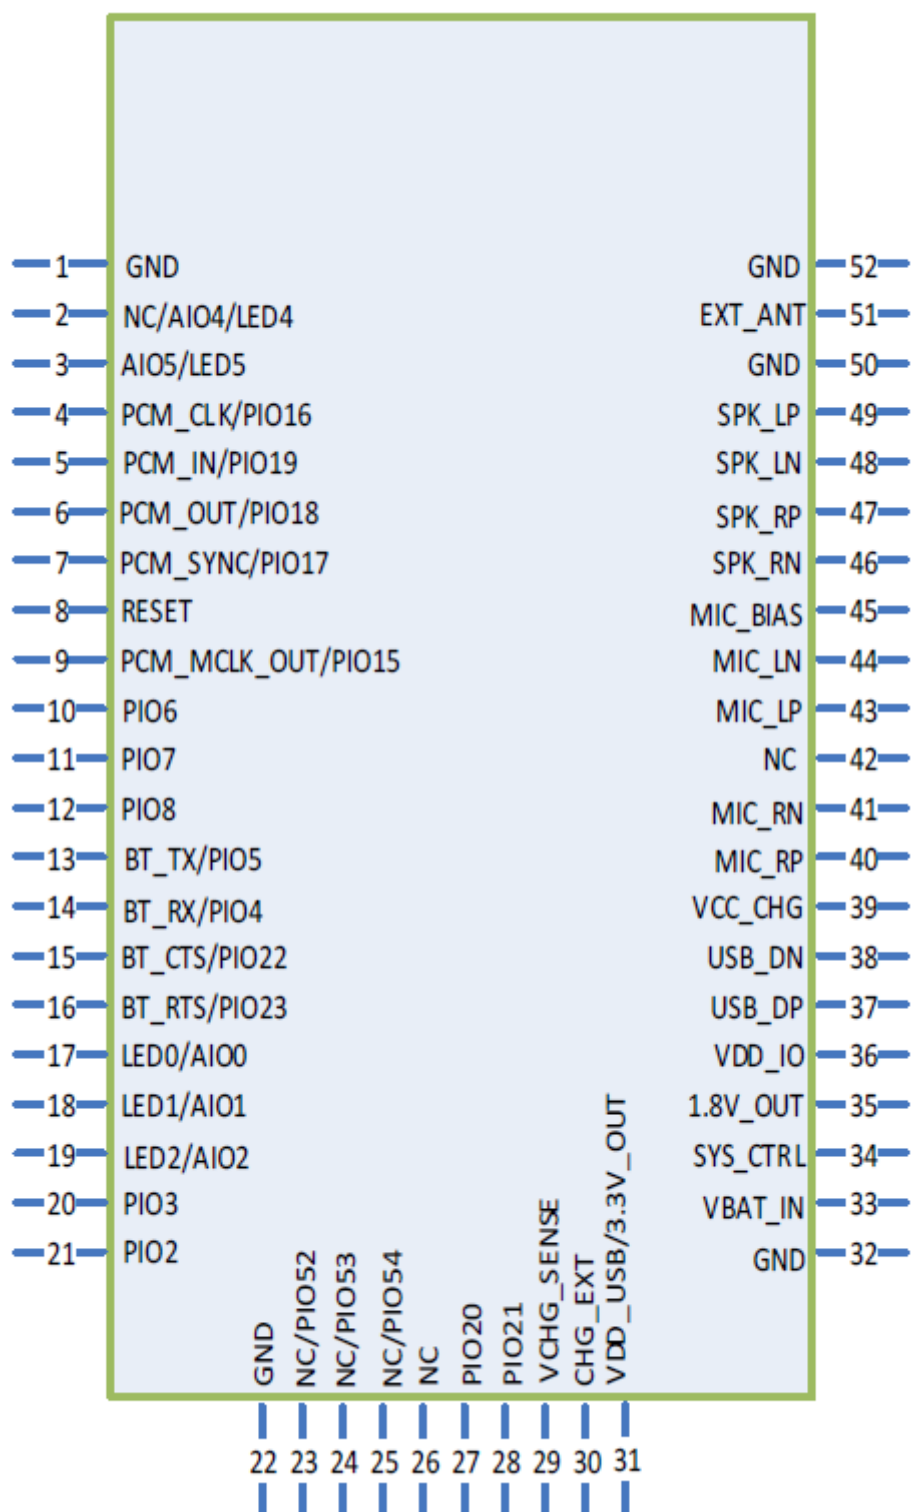 1 GND GND 52
2 NC/AIO4/LED4 EXT_ANT 51
3 AIO5/LED5 GND 50
4 PCM_CLK/PIO16 SPK_LP 49
5 PCM_IN/PIO19 SPK_LN 48
6 PCM_OUT/PIO18 SPK_RP 47
7 PCM_SYNC/PIO17 SPK_RN 46
8 RESET MIC_BIAS 45
9 PCM_MCLK_OUT/PIO15 MIC_LN 44
10 PIO6 MIC_LP 43
11 PIO7 NC 42
12 PIO8 MIC_RN 41
13 BT_TX/PIO5 MIC_RP 40
14 BT_RX/PIO4 VCC_CHG 39
15 BT_CTS/PIO22 USB_DN 38
16 BT_RTS/PIO23 USB_DP 37
17 LED0/AIO0 VDD_IO 36
18 LED1/AIO1 1.8V_OUT 35
19 LED2/AIO2 SYS_CTRL 34
20 PIO3 VBAT_IN 33
21 PIO2 GND 32
GND
NC/PIO52
NC/PIO53
NC/PIO54
NC
PIO20
PIO21
VCHG_SENSE
CHG_EXT
VDD_USB/3.3V_OUT
22 23 24 25 26 27 28 29 30 31